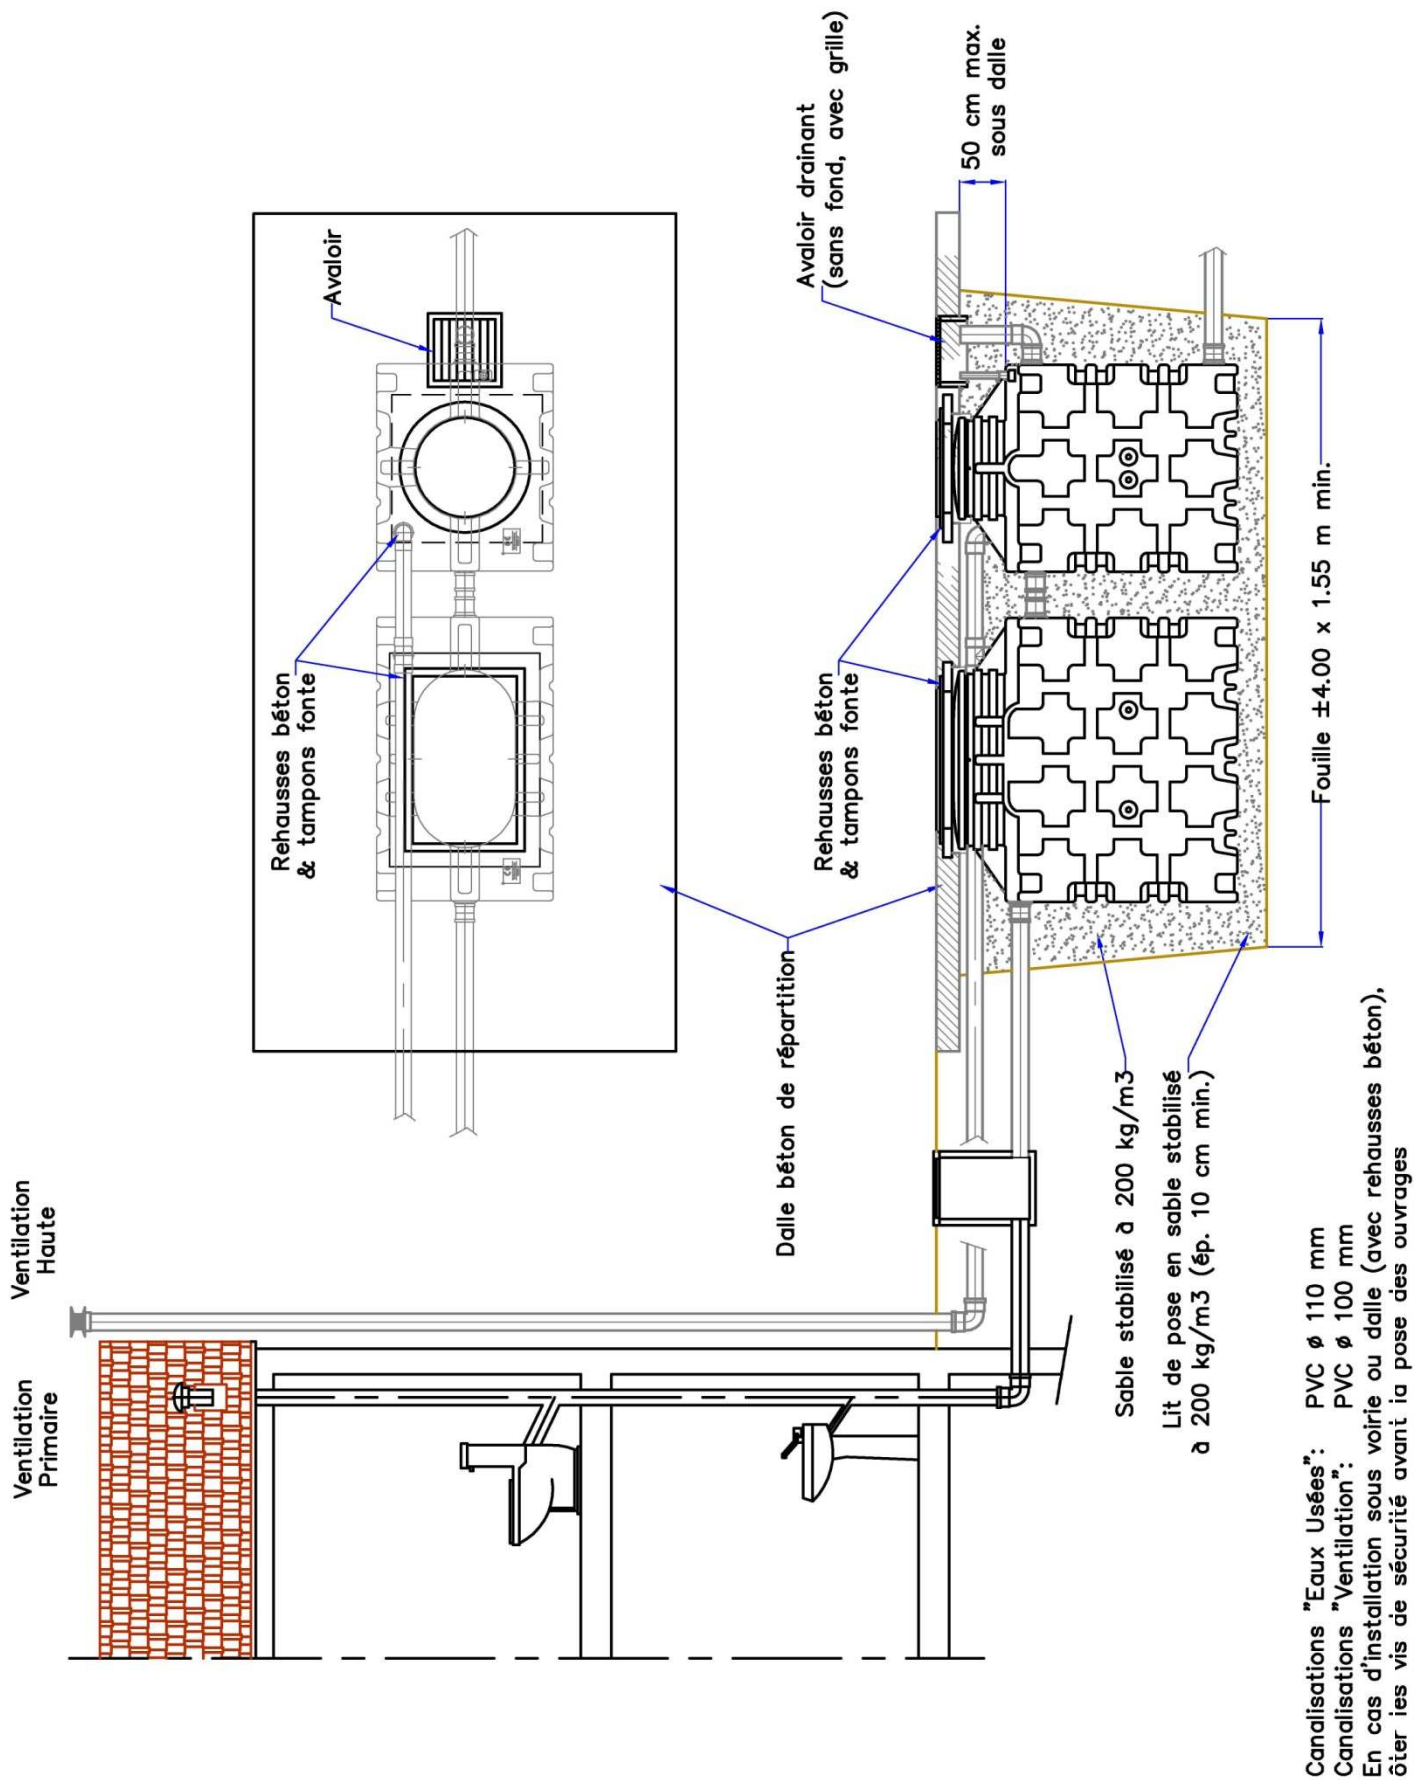 Ventilation
Primaire
Ventilation
Haute
Rehausses béton
& tampons fonte
Avaloir
Dalle béton de répartition
Rehausses béton
& tampons fonte
Avaloir drainant
(sans fond, avec grille)
50 cm max.
sous dalle
Sable stabilisé à 200 kg/m3
Lit de pose en sable stabilisé
à 200 kg/m3 (ép. 10 cm min.)
Fouille ±4.00 x 1.55 m min.
Canalisations "Eaux Usées": PVC ø 110 mm
Canalisations "Ventilation": PVC ø 100 mm
En cas d'installation sous voirie ou dalle (avec rehausses béton),
ôter les vis de sécurité avant la pose des ouvrages